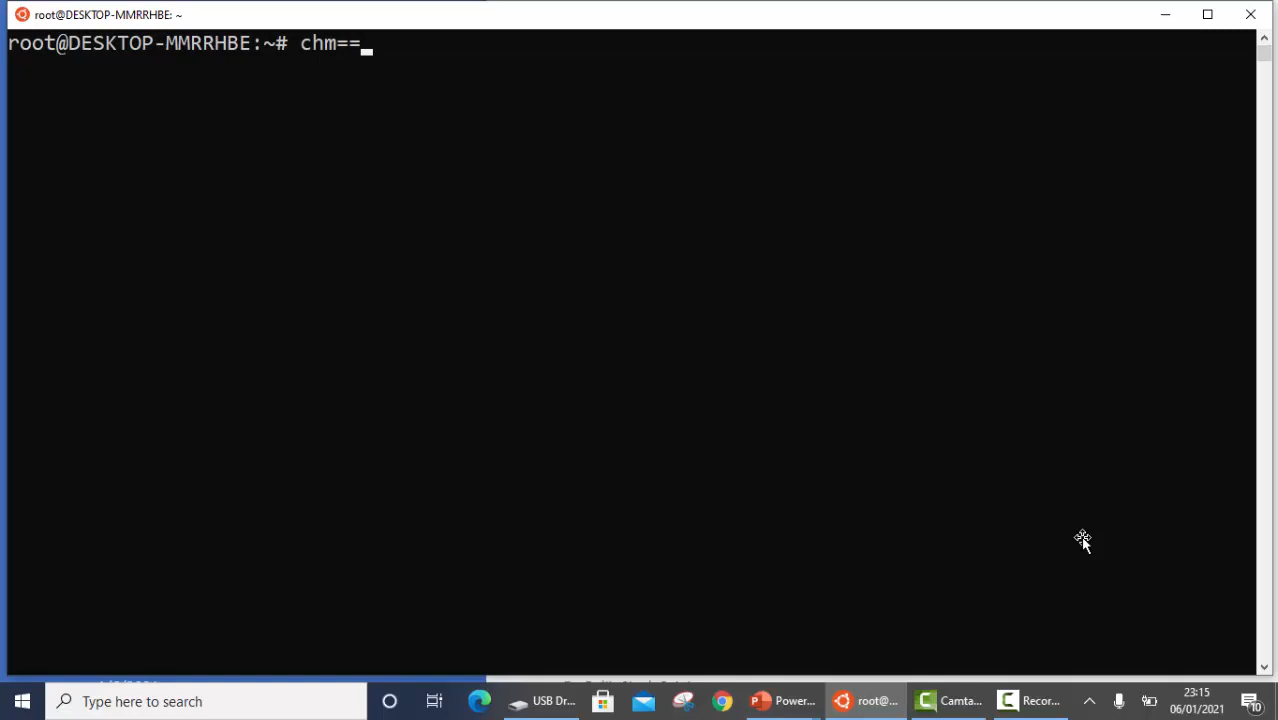 root@DESKTOP-MMRRHBE: ~
root@DESKTOP-MMRRHBE:~# chm==
Type here to search
USB Dr...
Power...
root@...
Camta...
Recor...
23:15
06/01/2021
10